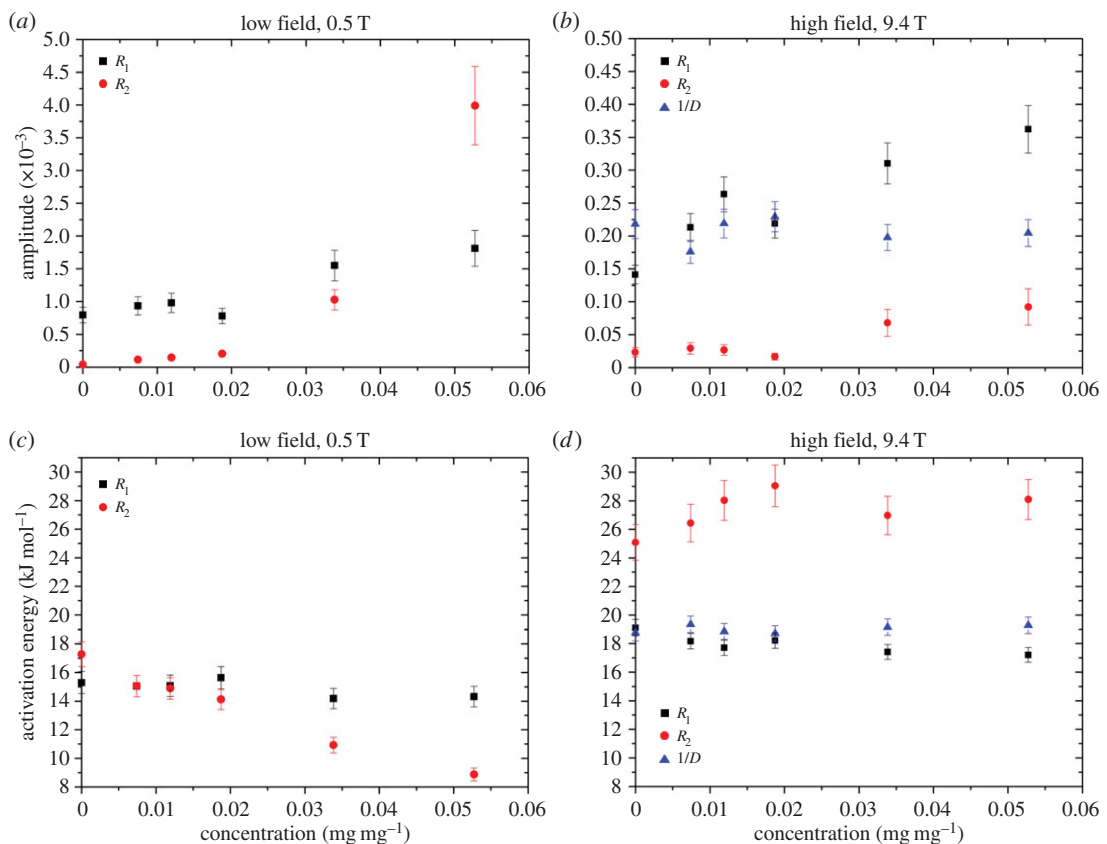 (a) low field, 0.5 T
5.0
4.5
4.0
3.5
3.0
2.5
2.0
1.5
1.0
0.5
0
R1
R2
amplitude (×10⁻³)
0 0.01 0.02 0.03 0.04 0.05 0.06
(b) high field, 9.4 T
0.50
0.45
0.40
0.35
0.30
0.25
0.20
0.15
0.10
0.05
0
R1
R2
1/D
0 0.01 0.02 0.03 0.04 0.05 0.06
(c) low field, 0.5 T
30
28
26
24
22
20
18
16
14
12
10
8
R1
R2
activation energy (kJ mol⁻¹)
0 0.01 0.02 0.03 0.04 0.05 0.06
concentration (mg mg⁻¹)
(d) high field, 9.4 T
30
28
26
24
22
20
18
16
14
12
10
8
R1
R2
1/D
0 0.01 0.02 0.03 0.04 0.05 0.06
concentration (mg mg⁻¹)